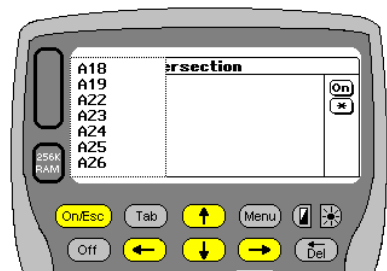 A18
ersection
A19
On
A22
*
A23
A24
A25
A26
256K
RAM
On/Esc
Tab
Menu
Off
Del